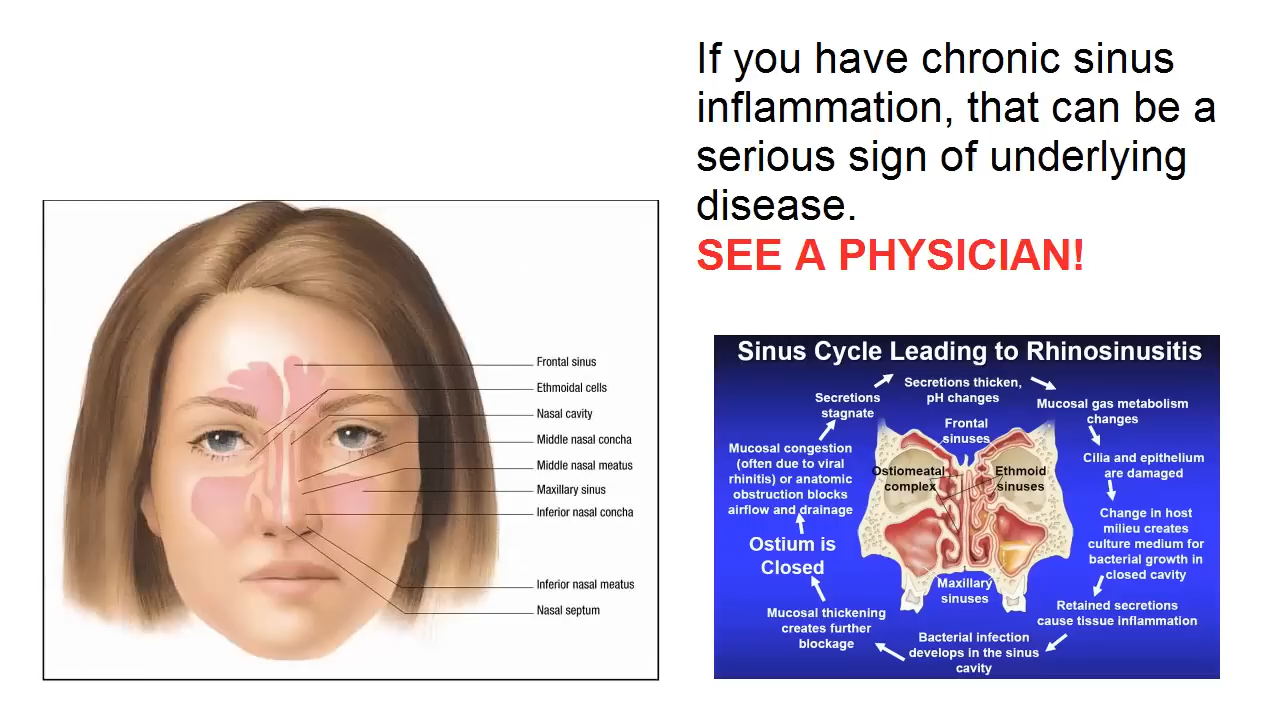 If you have chronic sinus
inflammation, that can be a
serious sign of underlying
disease.
SEE A PHYSICIAN!
Frontal sinus
Ethmoidal cells
Nasal cavity
Middle nasal concha
Middle nasal meatus
Maxillary sinus
Inferior nasal concha
Inferior nasal meatus
Nasal septum
Sinus Cycle Leading to Rhinosinusitis
Secretions thicken,
pH changes
Mucosal gas metabolism
changes
Cilia and epithelium
are damaged
Change in host
milieu creates
culture medium for
bacterial growth in
closed cavity
Retained secretions
cause tissue inflammation
Bacterial infection
develops in the sinus
cavity
Mucosal thickening
creates further
blockage
Ostium is
Closed
Mucosal congestion
(often due to viral
rhinitis) or anatomic
obstruction blocks
airflow and drainage
Secretions
stagnate
Frontal
sinuses
Ostiomeatal
complex
Ethmoid
sinuses
Maxillary
sinuses